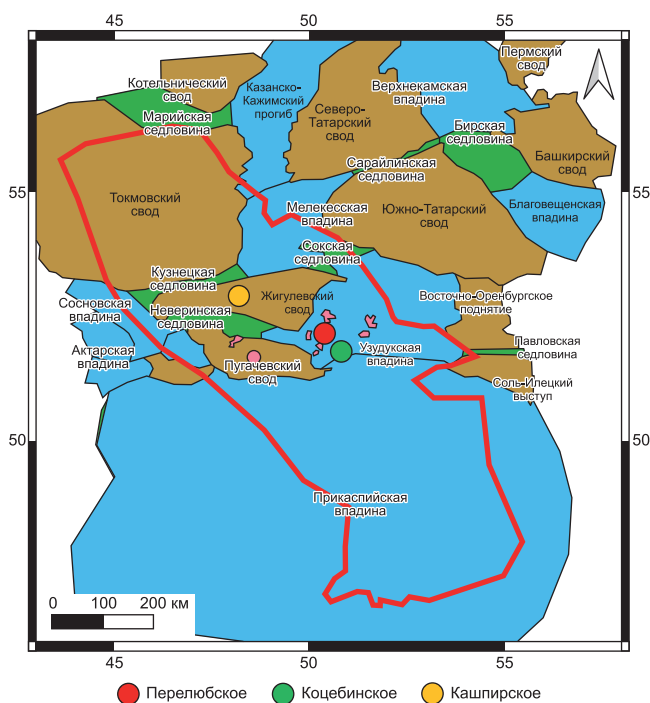 45
50
55
Пермский
свод
Котельнический
свод
Казанско-
Кажимский
прогиб
Верхнекамская
впадина
Северо-
Татарский
свод
Марийская
седловина
Бирская
седловина
Сарайлинская
седловина
Башкирский
свод
55
55
Токмовский
свод
Мелекесская
впадина
Южно-Татарский
свод
Благовещенская
впадина
Сокская
седловина
Кузнецкая
седловина
Жигулевский
свод
Восточно-Оренбургское
поднятие
Сосновская
впадина
Неверинская
седловина
Актарская
впадина
Узудукская
впадина
Павловская
седловина
Пугачевский
свод
Соль-Илецкий
выступ
50
50
Прикаспийская
впадина
0 100 200 км
45
50
55
Перелюбское
Коцебинское
Кашпирское